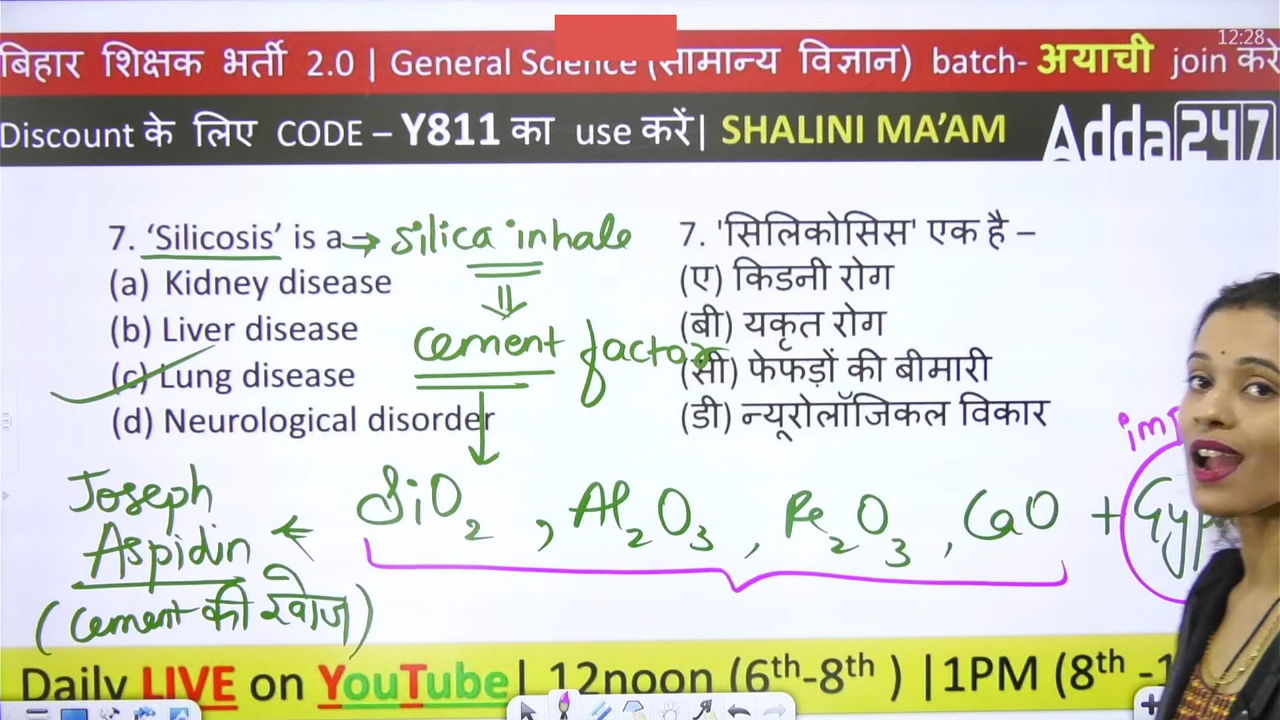 12:28
बिहार शिक्षक भर्ती 2.0 | General Science (सामान्य विज्ञान) batch- अयाची join करें
Discount के लिए CODE – Y811 का use करें| SHALINI MA'AM Adda247
7. 'Silicosis' is a ⇒ silica inhale
(a) Kidney disease
(b) Liver disease
cement factor
(c) Lung disease
(d) Neurological disorder
7. 'सिलिकोसिस' एक है –
(ए) किडनी रोग
(बी) यकृत रोग
(सी) फेफड़ों की बीमारी
(डी) न्यूरोलॉजिकल विकार
imp
SiO2 , Al2O3 , Fe2O3 , CaO + Gyp
Joseph
Aspidin
(cement की खोज)
Daily LIVE on YouTube| 12noon (6th-8th ) |1PM (8th -1